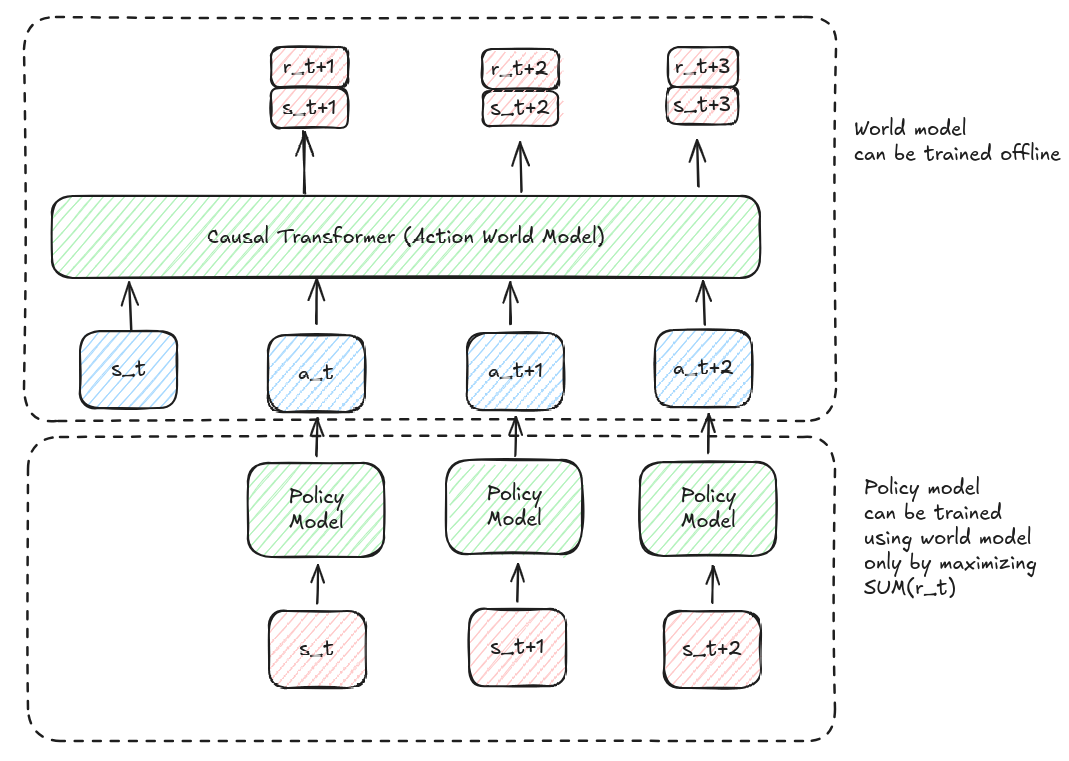 r_t+1
r_t+2
r_t+3
s_t+1
s_t+2
s_t+3
World model
can be trained offline
Causal Transformer (Action World Model)
s_t
a_t
a_t+1
a_t+2
Policy
Model
Policy
Model
Policy
Model
Policy model
can be trained
using world model
only by maximizing
SUM(r_t)
s_t
s_t+1
s_t+2